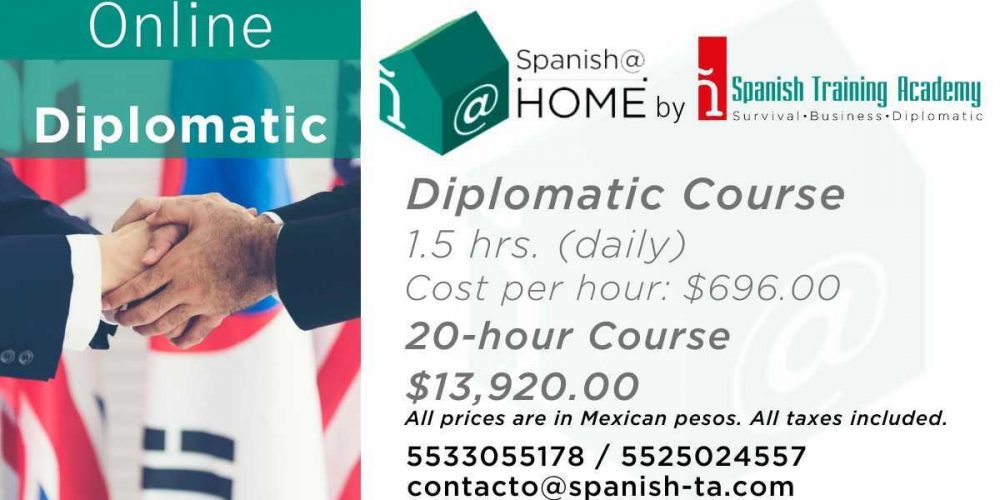 Online
Diplomatic
Spanish@
HOME by
Spanish Training Academy
Survival•Business•Diplomatic
Diplomatic Course
1.5 hrs. (daily)
Cost per hour: $696.00
20-hour Course
$13,920.00
All prices are in Mexican pesos. All taxes included.
5533055178 / 5525024557
contacto@spanish-ta.com